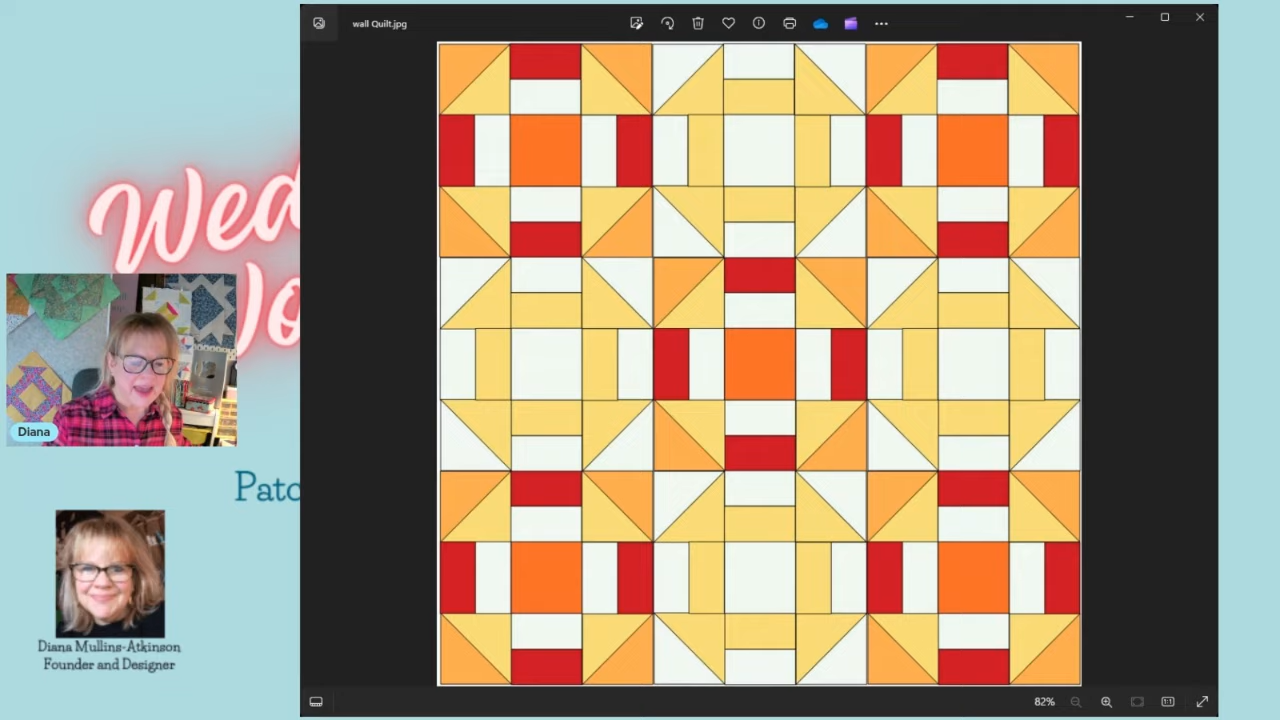 wall Quilt.jpg
Diana
Diana Mullins-Atkinson
Founder and Designer
82%